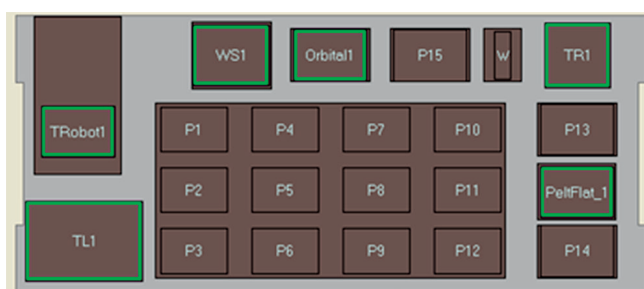 WS1 Orbital1 P15 W TR1
TRobot1 P1 P4 P7 P10 P13
P2 P5 P8 P11 PeltFlat_1
TL1 P3 P6 P9 P12 P14